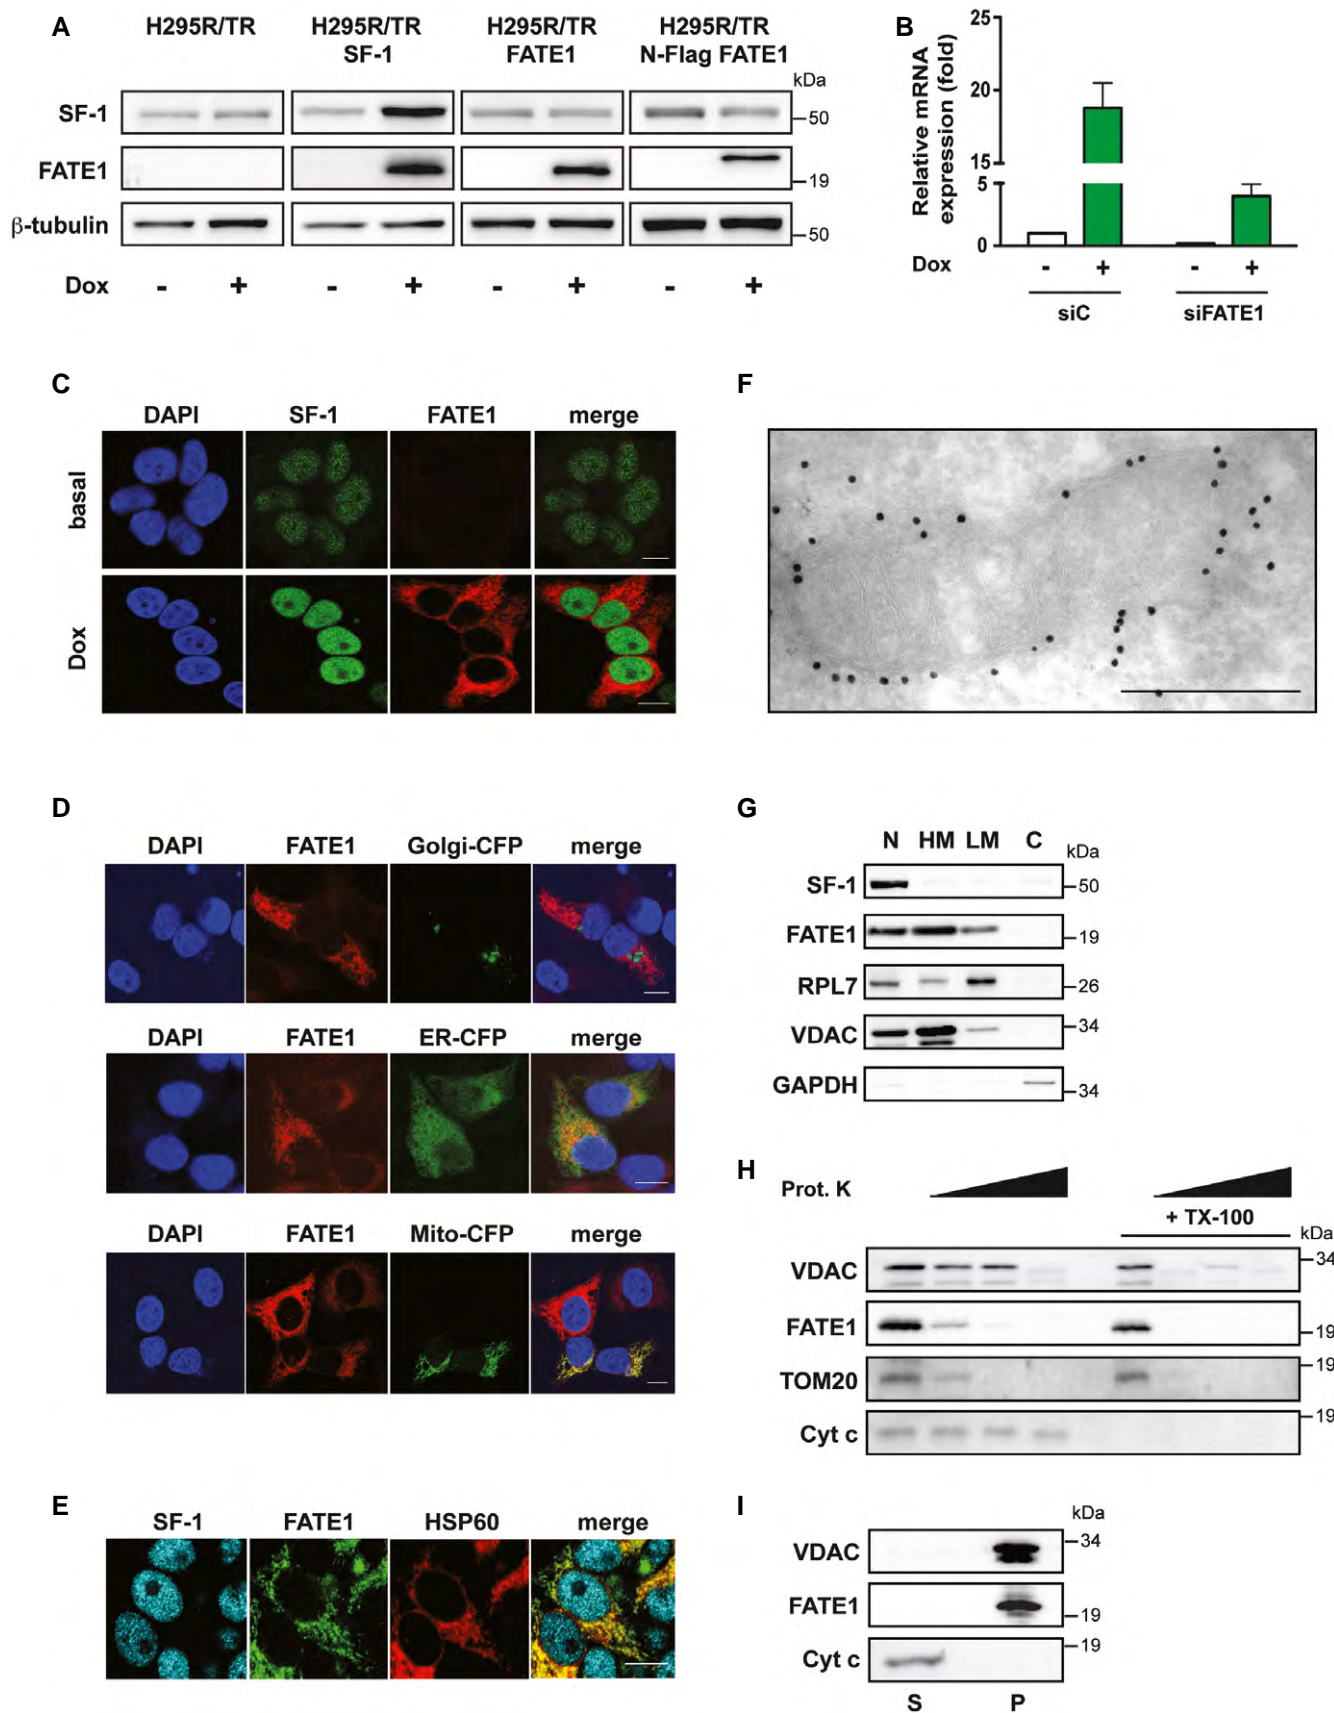 A
H295R/TR
H295R/TR
SF-1
H295R/TR
FATE1
H295R/TR
N-Flag FATE1
kDa
SF-1
50
FATE1
19
β-tubulin
50
Dox - + - + - + - +
B
Relative mRNA
expression (fold)
25
20
15
5
0
Dox - + - +
siC siFATE1
C
DAPI SF-1 FATE1 merge
basal
Dox
D
DAPI FATE1 Golgi-CFP merge
DAPI FATE1 ER-CFP merge
DAPI FATE1 Mito-CFP merge
E
SF-1 FATE1 HSP60 merge
F
G
N HM LM C
kDa
SF-1 50
FATE1 19
RPL7 26
VDAC 34
GAPDH 34
H
Prot. K
+ TX-100
kDa
VDAC 34
FATE1 19
TOM20 19
Cyt c 19
I
kDa
VDAC 34
FATE1 19
Cyt c 19
S P